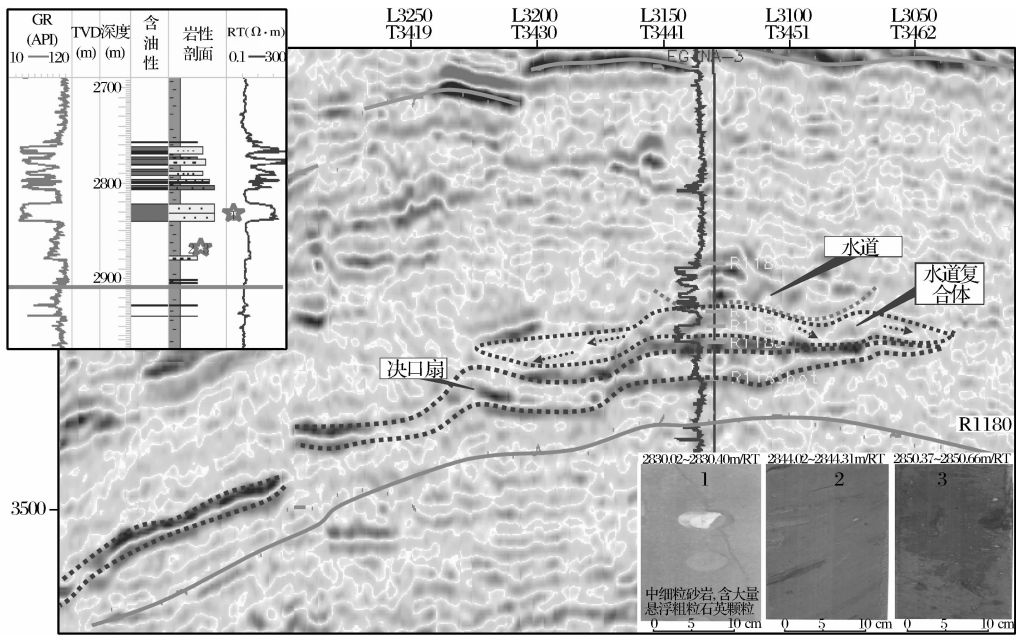 GR
(API)
10 120
TVD
(m)
深度
(m)
含
油
性
岩性
剖面
RT(Ω·m)
0.1 300
2700
2800
2900
L3250
T3419
L3200
T3430
L3150
T3441
L3100
T3451
L3050
T3462
水道
水道复
合体
决口扇
R1180
3500
2830.02~2830.40m/RT
2844.02~2844.31m/RT
2850.37~2850.66m/RT
1
2
3
中细粒砂岩,含大量
悬浮粗粒石英颗粒
0 5 10 cm
0 5 10 cm
0 5 10 cm